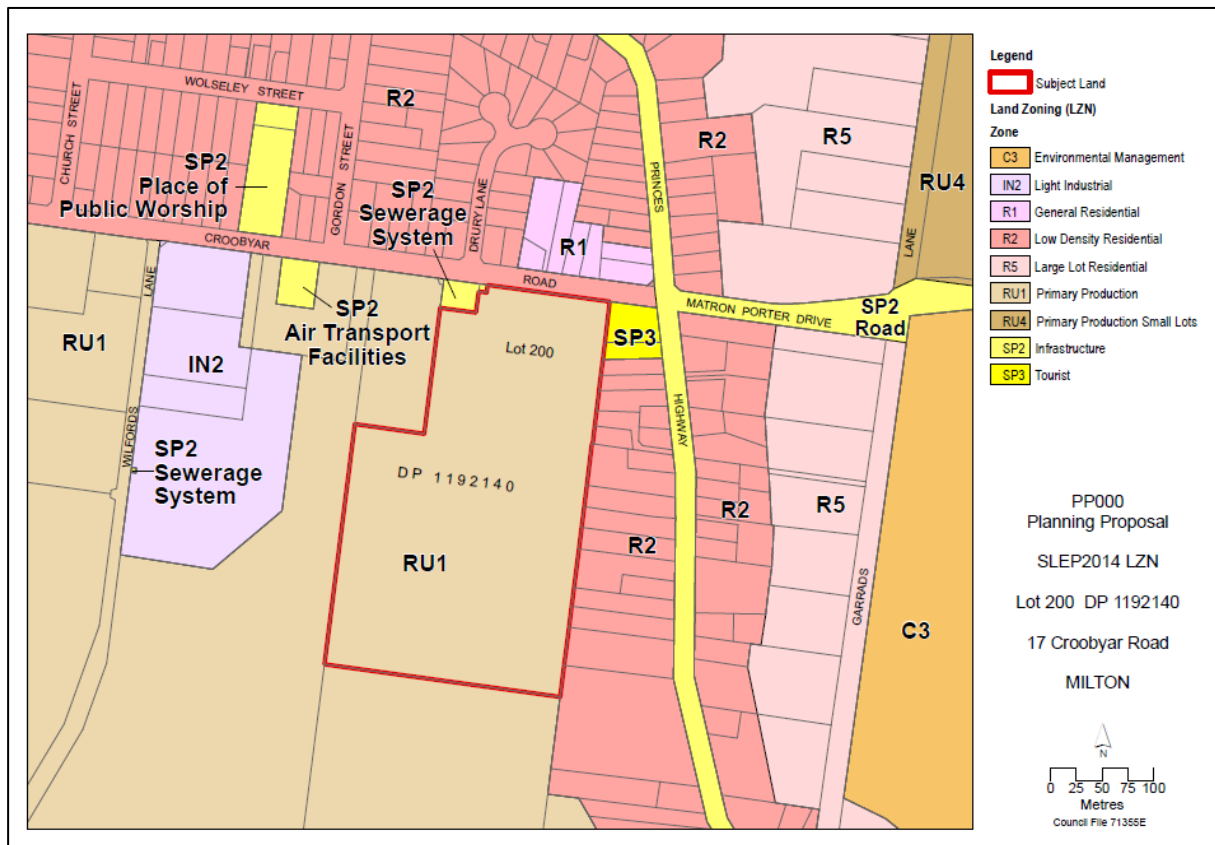 WOLSELEY STREET
CHURCH STREET
R2
SP2
Place of
Public Worship
GORDON STREET
SP2
Sewerage
System
DRURY LANE
CROOBYAR
ROAD
R1
PRINCES
HIGHWAY
R2
R5
RU4
LANE
MATRON PORTER DRIVE
SP2
Road
RU1
LANE
WILFORDS
IN2
SP2
Air Transport
Facilities
SP2
Sewerage
System
Lot 200
SP3
DP 1192140
RU1
R2
R2
R5
GARRADS
C3
Legend
Subject Land
Land Zoning (LZN)
Zone
C3 Environmental Management
IN2 Light Industrial
R1 General Residential
R2 Low Density Residential
R5 Large Lot Residential
RU1 Primary Production
RU4 Primary Production Small Lots
SP2 Infrastructure
SP3 Tourist
PP000
Planning Proposal
SLEP2014 LZN
Lot 200 DP 1192140
17 Croobyar Road
MILTON
N
0 25 50 75 100
Metres
Council File 71355E